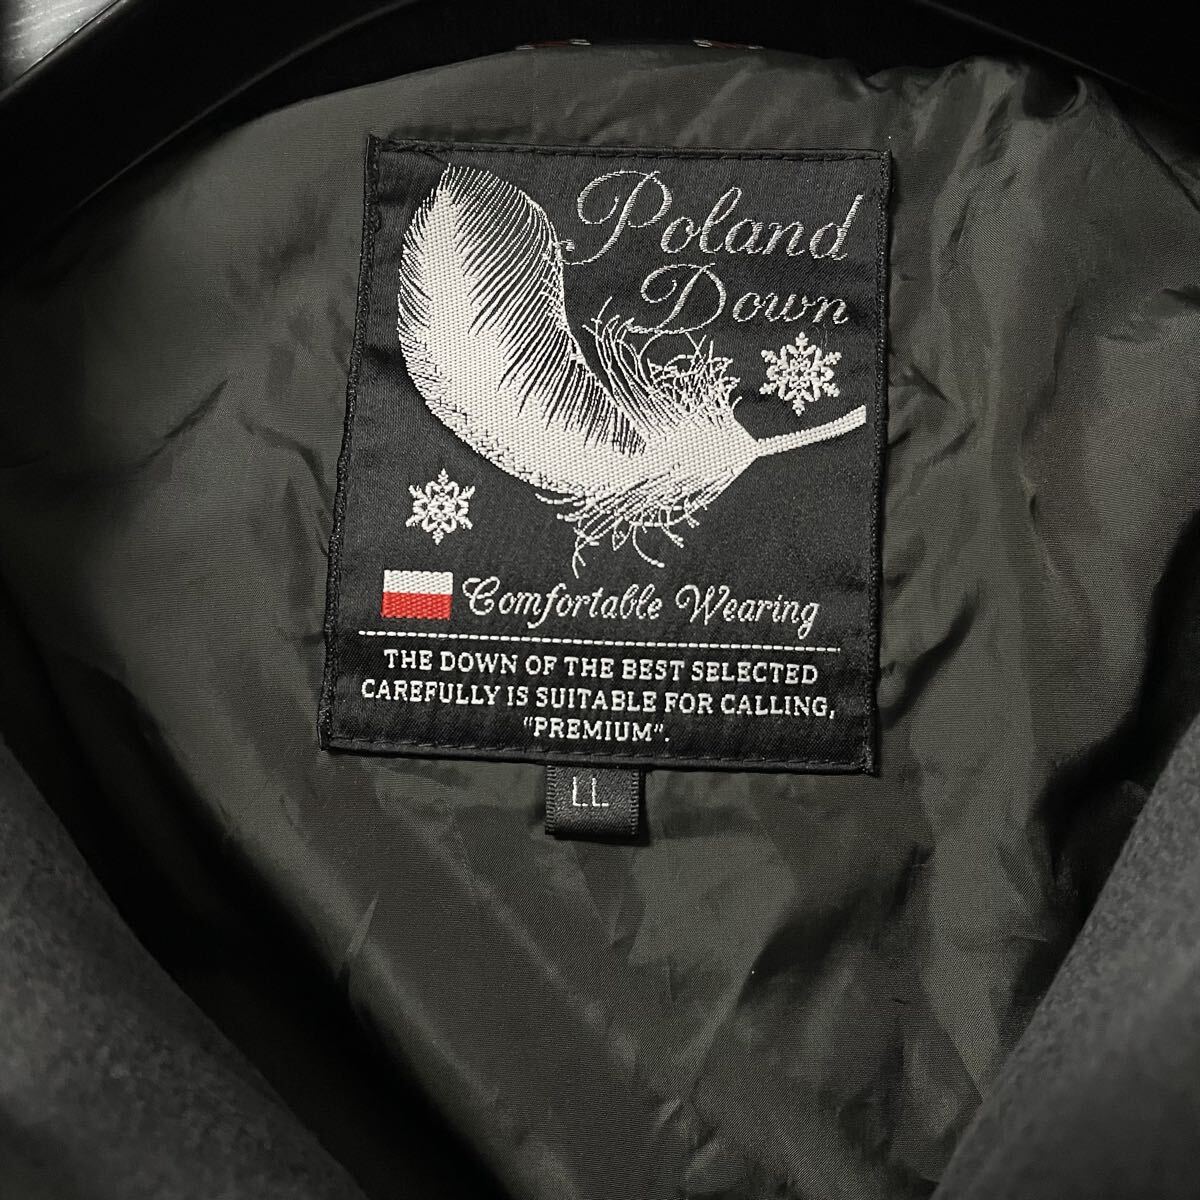 Poland
Down
Comfortable Wearing
THE DOWN OF THE BEST SELECTED
CAREFULLY IS SUITABLE FOR CALLING,
"PREMIUM".
LL